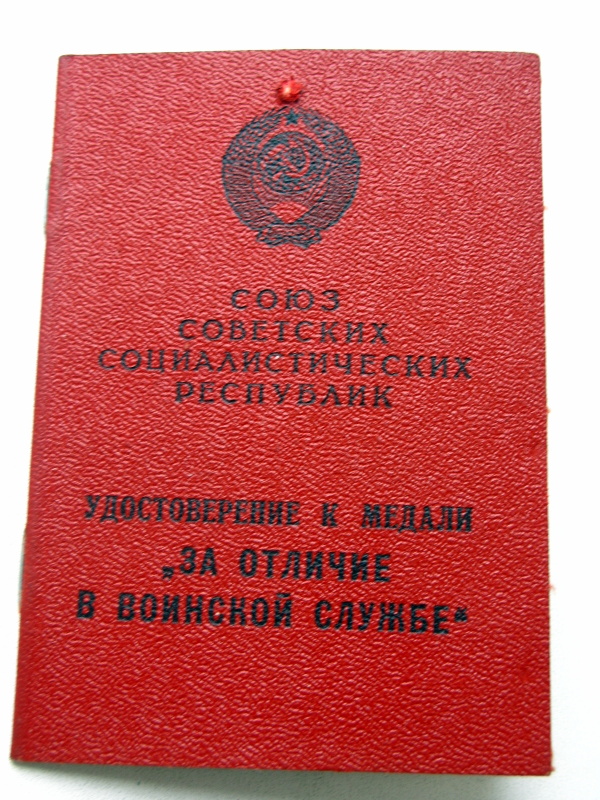 СОЮЗ
СОВЕТСКИХ
СОЦИАЛИСТИЧЕСКИХ
РЕСПУБЛИК
УДОСТОВЕРЕНИЕ К МЕДАЛИ
„ЗА ОТЛИЧИЕ
В ВОИНСКОЙ СЛУЖБЕ“